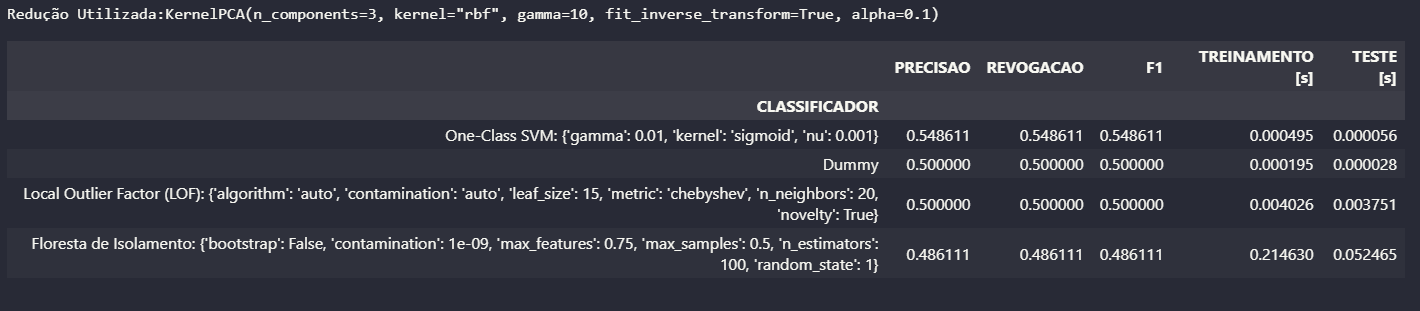 Redução Utilizada:KernelPCA(n_components=3, kernel="rbf", gamma=10, fit_inverse_transform=True, alpha=0.1)
PRECISAO REVOGACAO F1 TREINAMENTO [s] TESTE [s]
CLASSIFICADOR
One-Class SVM: {'gamma': 0.01, 'kernel': 'sigmoid', 'nu': 0.001} 0.548611 0.548611 0.548611 0.000495 0.000056
Dummy 0.500000 0.500000 0.500000 0.000195 0.000028
Local Outlier Factor (LOF): {'algorithm': 'auto', 'contamination': 'auto', 'leaf_size': 15, 'metric': 'chebyshev', 'n_neighbors': 20,
'novelty': True} 0.500000 0.500000 0.500000 0.004026 0.003751
Floresta de Isolamento: {'bootstrap': False, 'contamination': 1e-09, 'max_features': 0.75, 'max_samples': 0.5, 'n_estimators':
100, 'random_state': 1} 0.486111 0.486111 0.486111 0.214630 0.052465